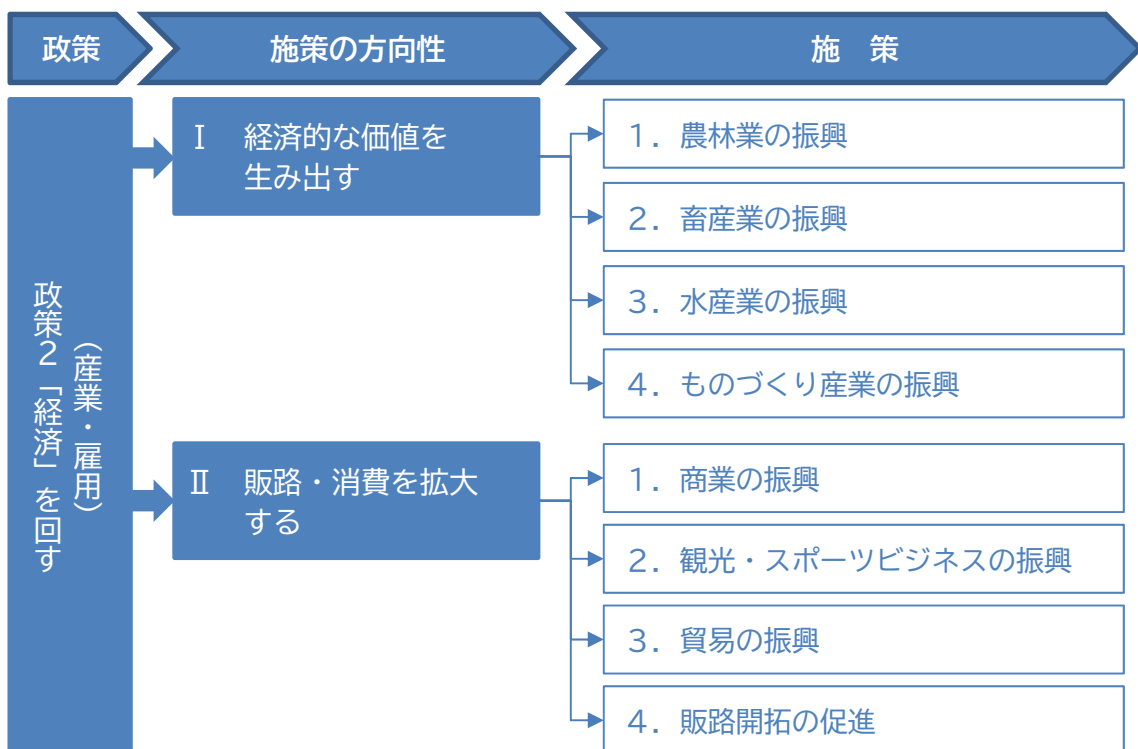 政策
施策の方向性
施　策
政策２「経済」を回す
（産業・雇用）
Ⅰ　経済的な価値を
生み出す
１．農林業の振興
２．畜産業の振興
３．水産業の振興
４．ものづくり産業の振興
Ⅱ　販路・消費を拡大
する
１．商業の振興
２．観光・スポーツビジネスの振興
３．貿易の振興
４．販路開拓の促進